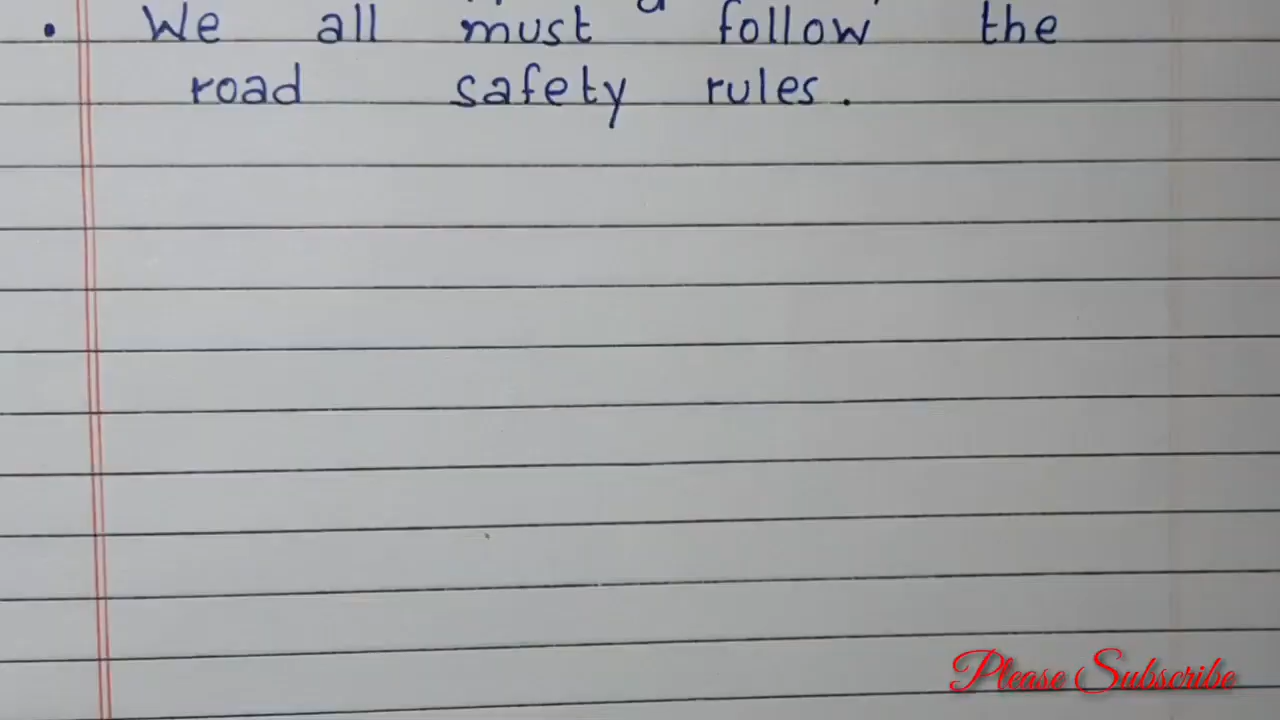 • We all must follow the
road safety rules.
Please Subscribe